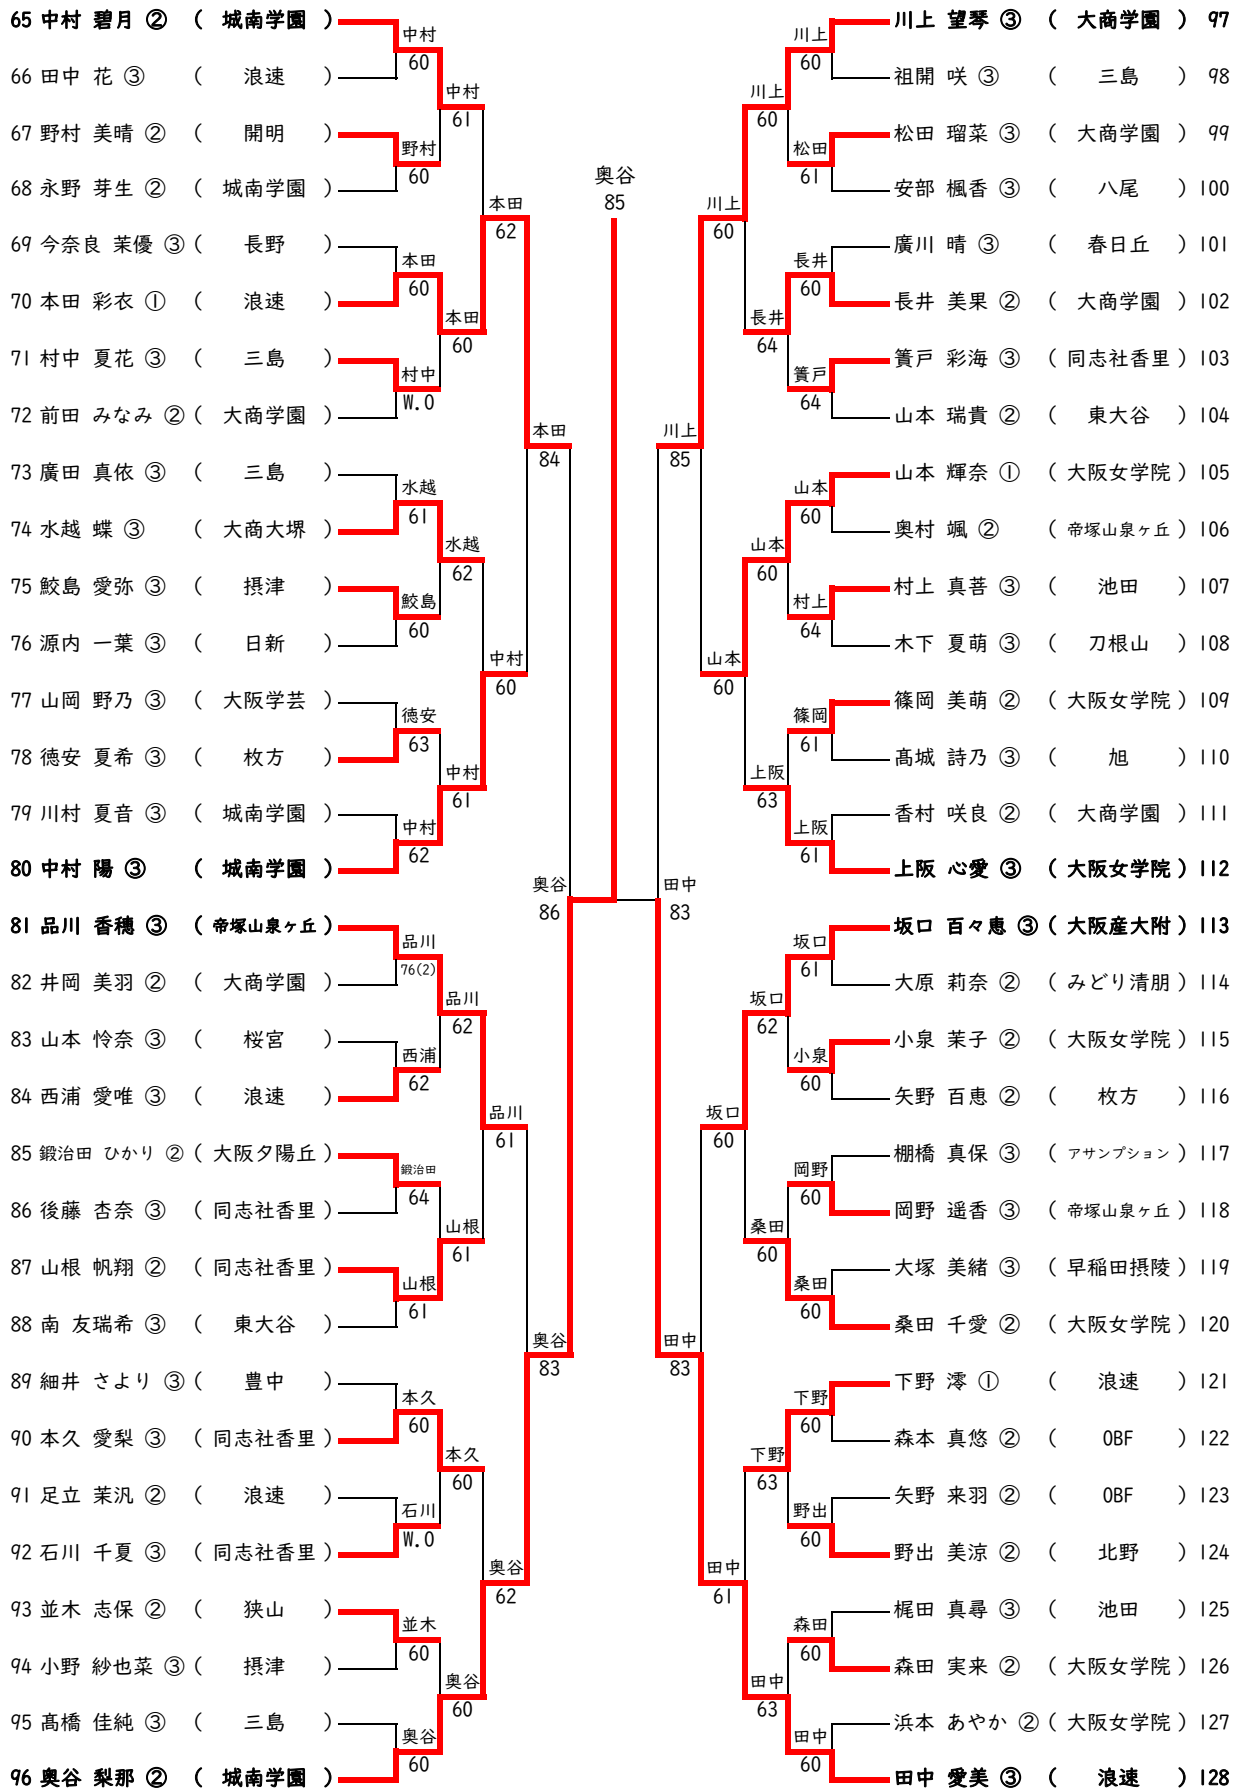 65 中村 碧月 ② ( 城南学園 )
66 田中 花 ③ ( 浪速 )
67 野村 美晴 ② ( 開明 )
68 永野 芽生 ② ( 城南学園 )
69 今奈良 茉優 ③ ( 長野 )
70 本田 彩衣 ① ( 浪速 )
71 村中 夏花 ③ ( 三島 )
72 前田 みなみ ② ( 大商学園 )
73 廣田 真依 ③ ( 三島 )
74 水越 蝶 ③ ( 大商大堺 )
75 鮫島 愛弥 ③ ( 摂津 )
76 源内 一葉 ③ ( 日新 )
77 山岡 野乃 ③ ( 大阪学芸 )
78 徳安 夏希 ③ ( 枚方 )
79 川村 夏音 ③ ( 城南学園 )
80 中村 陽 ③ ( 城南学園 )
81 品川 香穂 ③ ( 帝塚山泉ヶ丘 )
82 井岡 美羽 ② ( 大商学園 )
83 山本 怜奈 ③ ( 桜宮 )
84 西浦 愛唯 ③ ( 浪速 )
85 鍛治田 ひかり ② ( 大阪夕陽丘 )
86 後藤 杏奈 ③ ( 同志社香里 )
87 山根 帆翔 ② ( 同志社香里 )
88 南 友瑞希 ③ ( 東大谷 )
89 細井 さより ③ ( 豊中 )
90 本久 愛梨 ③ ( 同志社香里 )
91 足立 茉汎 ② ( 浪速 )
92 石川 千夏 ③ ( 同志社香里 )
93 並木 志保 ② ( 狭山 )
94 小野 紗也菜 ③ ( 摂津 )
95 髙橋 佳純 ③ ( 三島 )
96 奥谷 梨那 ② ( 城南学園 )
中村
60
野村
60
本田
60
村中
W.O
水越
61
鮫島
60
徳安
63
中村
62
品川
76(2)
西浦
62
鍛治田
64
山根
61
本久
60
石川
W.O
並木
60
奥谷
60
中村
61
本田
60
水越
62
中村
61
品川
62
山根
61
本久
60
奥谷
60
本田
62
中村
60
品川
61
奥谷
62
本田
84
奥谷
83
奥谷
86
奥谷
85
田中
83
川上
85
田中
83
川上
60
山本
60
坂口
60
田中
61
川上
60
長井
64
山本
60
上阪
63
坂口
62
桑田
60
下野
63
田中
63
川上
60
松田
61
長井
60
簀戸
64
山本
60
村上
64
篠岡
61
上阪
61
坂口
61
小泉
60
岡野
60
桑田
60
下野
60
野出
60
森田
60
田中
60
川上 望琴 ③ ( 大商学園 ) 97
祖開 咲 ③ ( 三島 ) 98
松田 瑠菜 ③ ( 大商学園 ) 99
安部 楓香 ③ ( 八尾 ) 100
廣川 晴 ③ ( 春日丘 ) 101
長井 美果 ② ( 大商学園 ) 102
簀戸 彩海 ③ ( 同志社香里 ) 103
山本 瑞貴 ② ( 東大谷 ) 104
山本 輝奈 ① ( 大阪女学院 ) 105
奥村 颯 ② ( 帝塚山泉ヶ丘 ) 106
村上 真菩 ③ ( 池田 ) 107
木下 夏萌 ③ ( 刀根山 ) 108
篠岡 美萌 ② ( 大阪女学院 ) 109
髙城 詩乃 ③ ( 旭 ) 110
香村 咲良 ② ( 大商学園 ) 111
上阪 心愛 ③ ( 大阪女学院 ) 112
坂口 百々恵 ③ ( 大阪産大附 ) 113
大原 莉奈 ② ( みどり清朋 ) 114
小泉 茉子 ② ( 大阪女学院 ) 115
矢野 百恵 ② ( 枚方 ) 116
棚橋 真保 ③ ( アサンプション ) 117
岡野 遥香 ③ ( 帝塚山泉ヶ丘 ) 118
大塚 美緒 ③ ( 早稲田摂陵 ) 119
桑田 千愛 ② ( 大阪女学院 ) 120
下野 澪 ① ( 浪速 ) 121
森本 真悠 ② ( OBF ) 122
矢野 来羽 ② ( OBF ) 123
野出 美涼 ② ( 北野 ) 124
梶田 真尋 ③ ( 池田 ) 125
森田 実来 ② ( 大阪女学院 ) 126
浜本 あやか ② ( 大阪女学院 ) 127
田中 愛美 ③ ( 浪速 ) 128